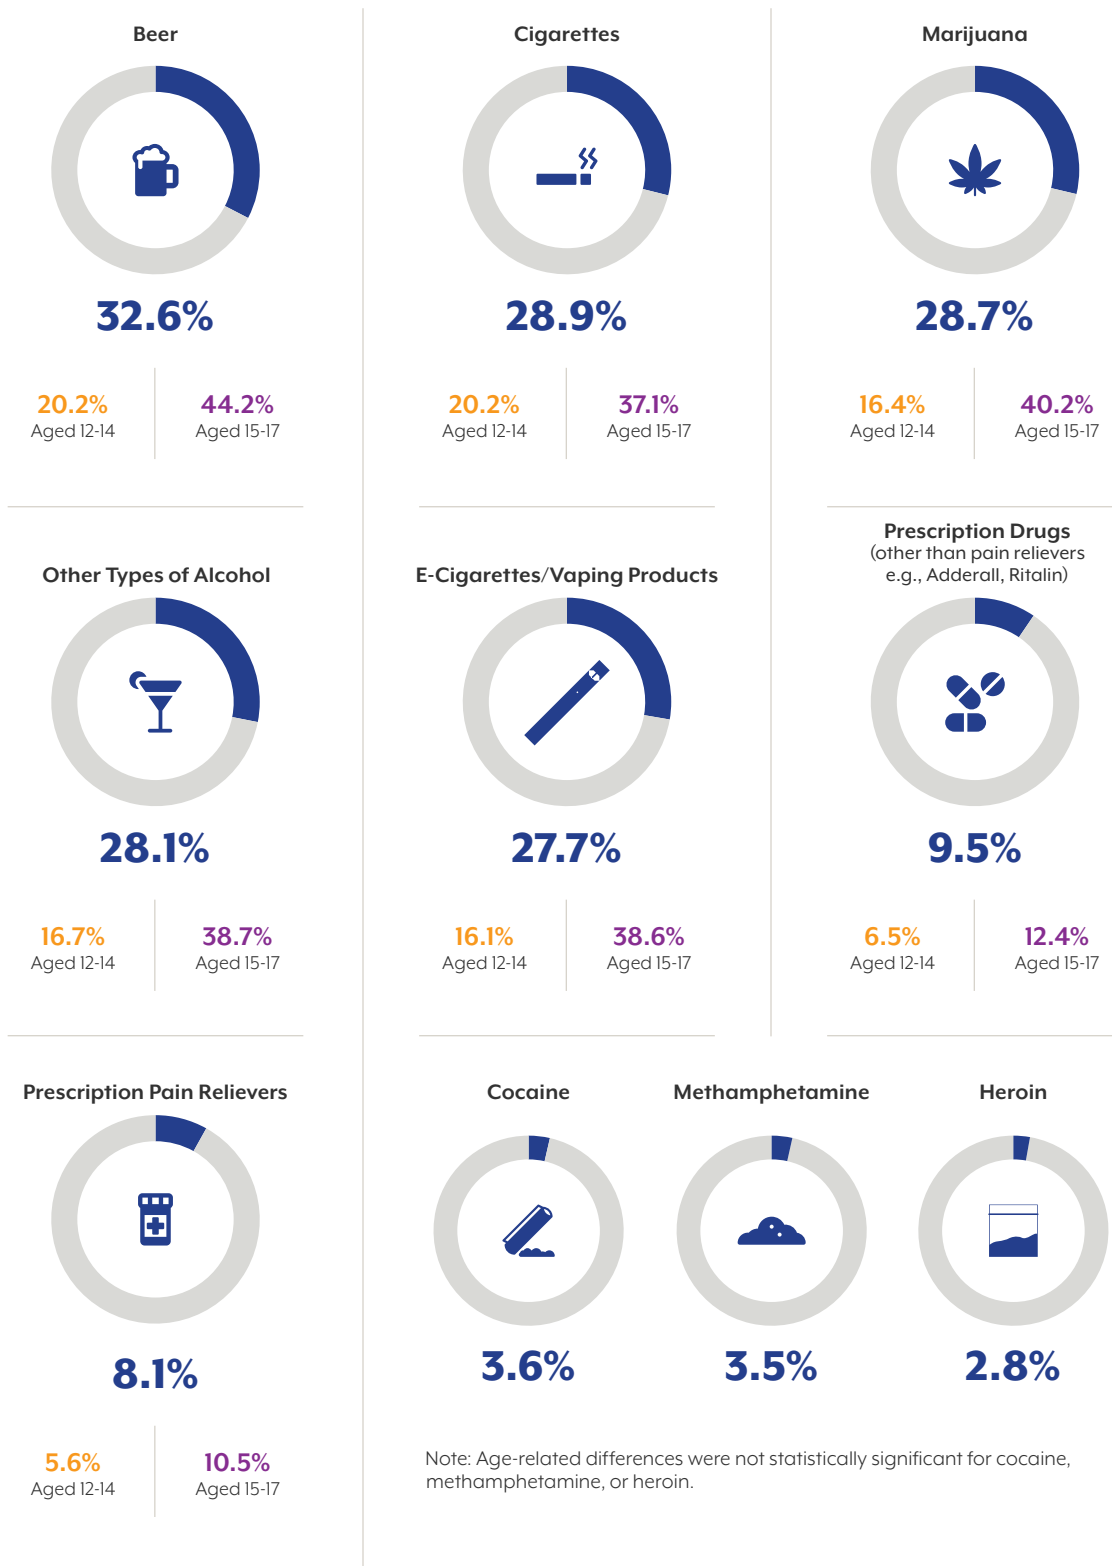 Beer
32.6%
20.2%
Aged 12-14
44.2%
Aged 15-17
Cigarettes
28.9%
20.2%
Aged 12-14
37.1%
Aged 15-17
Marijuana
28.7%
16.4%
Aged 12-14
40.2%
Aged 15-17
Other Types of Alcohol
28.1%
16.7%
Aged 12-14
38.7%
Aged 15-17
E-Cigarettes/Vaping Products
27.7%
16.1%
Aged 12-14
38.6%
Aged 15-17
Prescription Drugs
(other than pain relievers
e.g., Adderall, Ritalin)
9.5%
6.5%
Aged 12-14
12.4%
Aged 15-17
Prescription Pain Relievers
8.1%
5.6%
Aged 12-14
10.5%
Aged 15-17
Cocaine
3.6%
Methamphetamine
3.5%
Heroin
2.8%
Note: Age-related differences were not statistically significant for cocaine,
methamphetamine, or heroin.